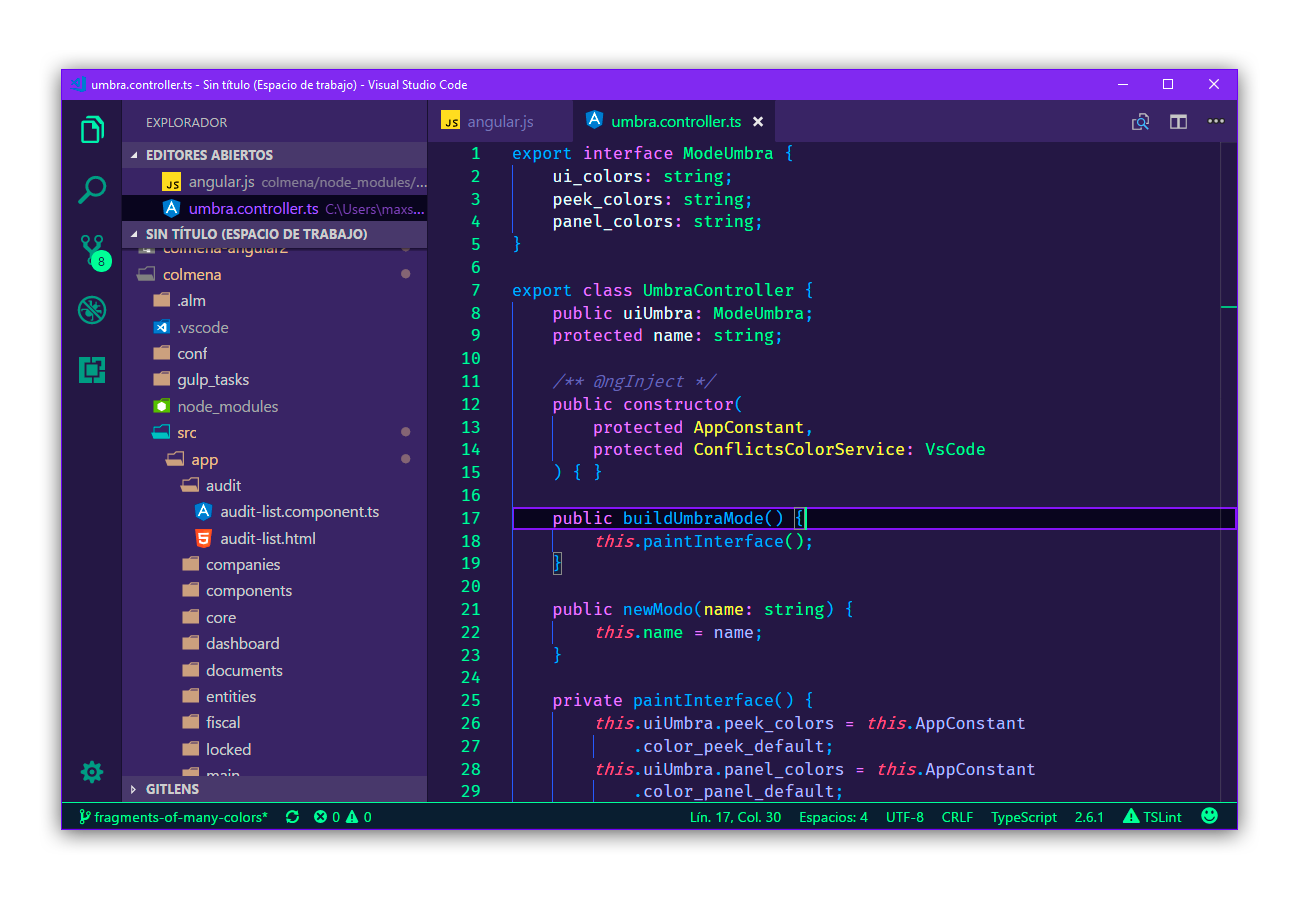 umbra.controller.ts - Sin título (Espacio de trabajo) - Visual Studio Code
EXPLORADOR
EDITORES ABIERTOS
JS angular.js colmena/node_modules/...
umbra.controller.ts C:\Users\maxs...
SIN TÍTULO (ESPACIO DE TRABAJO)
colmena-angular2
colmena
.alm
.vscode
conf
gulp_tasks
node_modules
src
app
audit
audit-list.component.ts
audit-list.html
companies
components
core
dashboard
documents
entities
fiscal
locked
main
GITLENS
8
JS angular.js
umbra.controller.ts
1 export interface ModeUmbra {
2 ui_colors: string;
3 peek_colors: string;
4 panel_colors: string;
5 }
6
7 export class UmbraController {
8 public uiUmbra: ModeUmbra;
9 protected name: string;
10
11 /** @ngInject */
12 public constructor(
13 protected AppConstant,
14 protected ConflictsColorService: VsCode
15 ) { }
16
17 public buildUmbraMode() {
18 this.paintInterface();
19 }
20
21 public newModo(name: string) {
22 this.name = name;
23 }
24
25 private paintInterface() {
26 this.uiUmbra.peek_colors = this.AppConstant
27 .color_peek_default;
28 this.uiUmbra.panel_colors = this.AppConstant
29 .color_panel_default;
fragments-of-many-colors* 0 0 Lín. 17, Col. 30 Espacios: 4 UTF-8 CRLF TypeScript 2.6.1 TSLint